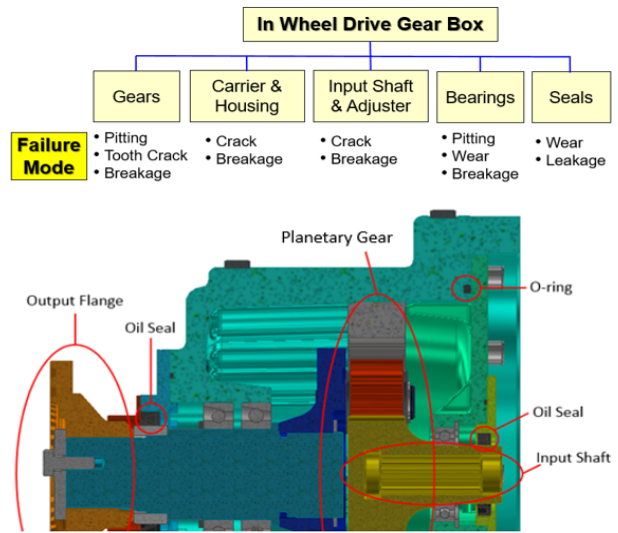 In Wheel Drive Gear Box
Gears
Carrier &
Housing
Input Shaft
& Adjuster
Bearings
Seals
Failure
Mode
• Pitting
• Tooth Crack
• Breakage
• Crack
• Breakage
• Crack
• Breakage
• Pitting
• Wear
• Breakage
• Wear
• Leakage
Planetary Gear
Output Flange
Oil Seal
O-ring
Oil Seal
Input Shaft